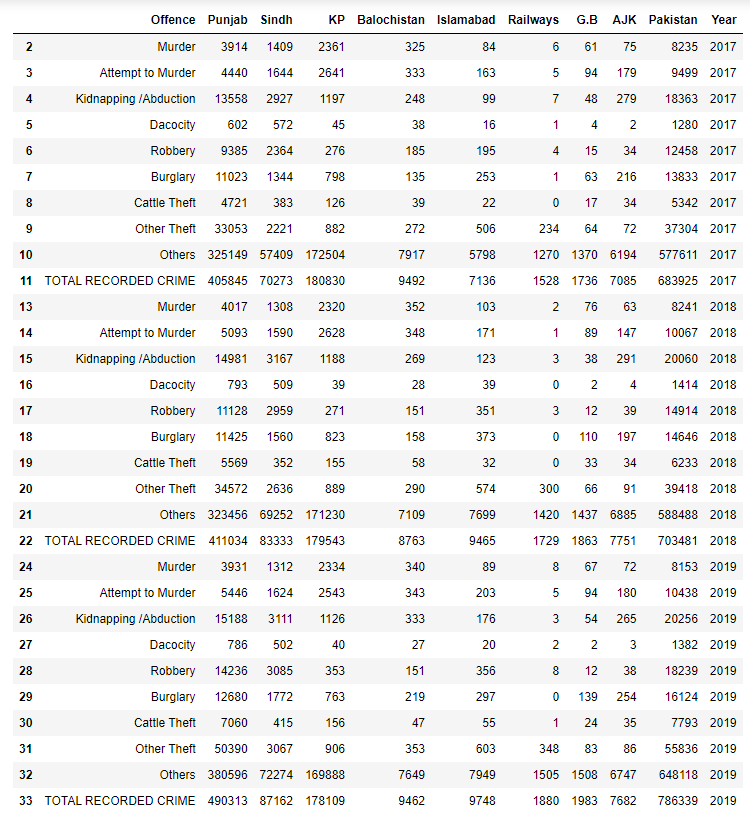 Offence Punjab Sindh KP Balochistan Islamabad Railways G.B AJK Pakistan Year
2 Murder 3914 1409 2361 325 84 6 61 75 8235 2017
3 Attempt to Murder 4440 1644 2641 333 163 5 94 179 9499 2017
4 Kidnapping /Abduction 13558 2927 1197 248 99 7 48 279 18363 2017
5 Dacocity 602 572 45 38 16 1 4 2 1280 2017
6 Robbery 9385 2364 276 185 195 4 15 34 12458 2017
7 Burglary 11023 1344 798 135 253 1 63 216 13833 2017
8 Cattle Theft 4721 383 126 39 22 0 17 34 5342 2017
9 Other Theft 33053 2221 882 272 506 234 64 72 37304 2017
10 Others 325149 57409 172504 7917 5798 1270 1370 6194 577611 2017
11 TOTAL RECORDED CRIME 405845 70273 180830 9492 7136 1528 1736 7085 683925 2017
13 Murder 4017 1308 2320 352 103 2 76 63 8241 2018
14 Attempt to Murder 5093 1590 2628 348 171 1 89 147 10067 2018
15 Kidnapping /Abduction 14981 3167 1188 269 123 3 38 291 20060 2018
16 Dacocity 793 509 39 28 39 0 2 4 1414 2018
17 Robbery 11128 2959 271 151 351 3 12 39 14914 2018
18 Burglary 11425 1560 823 158 373 0 110 197 14646 2018
19 Cattle Theft 5569 352 155 58 32 0 33 34 6233 2018
20 Other Theft 34572 2636 889 290 574 300 66 91 39418 2018
21 Others 323456 69252 171230 7109 7699 1420 1437 6885 588488 2018
22 TOTAL RECORDED CRIME 411034 83333 179543 8763 9465 1729 1863 7751 703481 2018
24 Murder 3931 1312 2334 340 89 8 67 72 8153 2019
25 Attempt to Murder 5446 1624 2543 343 203 5 94 180 10438 2019
26 Kidnapping /Abduction 15188 3111 1126 333 176 3 54 265 20256 2019
27 Dacocity 786 502 40 27 20 2 2 3 1382 2019
28 Robbery 14236 3085 353 151 356 8 12 38 18239 2019
29 Burglary 12680 1772 763 219 297 0 139 254 16124 2019
30 Cattle Theft 7060 415 156 47 55 1 24 35 7793 2019
31 Other Theft 50390 3067 906 353 603 348 83 86 55836 2019
32 Others 380596 72274 169888 7649 7949 1505 1508 6747 648118 2019
33 TOTAL RECORDED CRIME 490313 87162 178109 9462 9748 1880 1983 7682 786339 2019